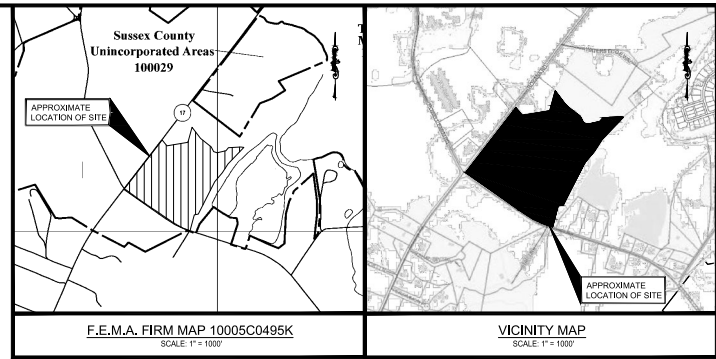 Sussex County
Unincorporated Areas
100029
T
M
APPROXIMATE
LOCATION OF SITE
17
F.E.M.A. FIRM MAP 10005C0495K
SCALE: 1" = 1000'
APPROXIMATE
LOCATION OF SITE
VICINITY MAP
SCALE: 1" = 1000'